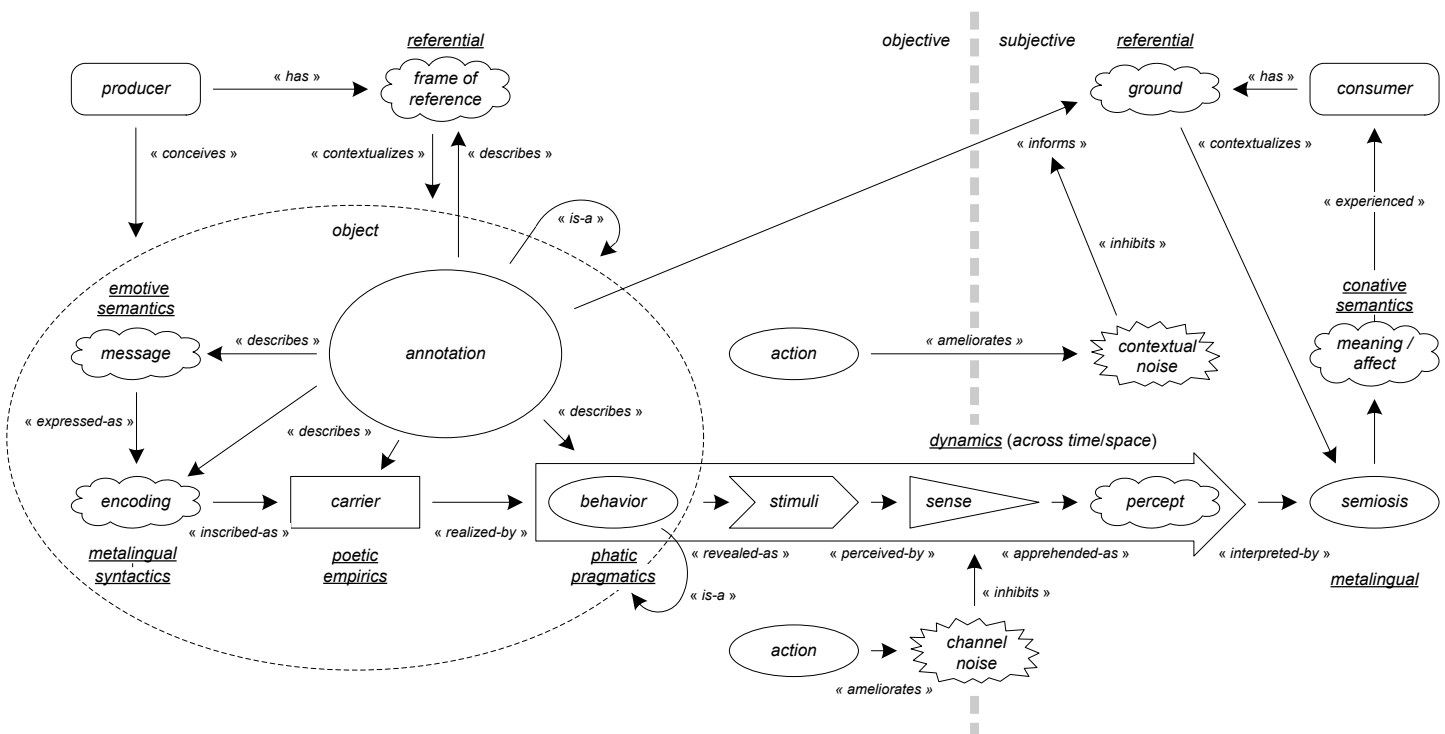 objective
subjective
referential
referential
producer
« has »
frame of
reference
ground
« has »
consumer
« conceives »
« contextualizes »
« describes »
« informs »
« contextualizes »
« experienced »
object
« is-a »
« inhibits »
emotive
semantics
conative
semantics
message
« describes »
annotation
action
« ameliorates »
contextual
noise
meaning /
affect
« expressed-as »
« describes »
« describes »
dynamics (across time/space)
encoding
carrier
behavior
stimuli
sense
percept
semiosis
« inscribed-as »
« realized-by »
« revealed-as »
« perceived-by »
« apprehended-as »
« interpreted-by »
metalingual
syntactics
poetic
empirics
phatic
pragmatics
metalingual
« is-a »
« inhibits »
action
channel
noise
« ameliorates »